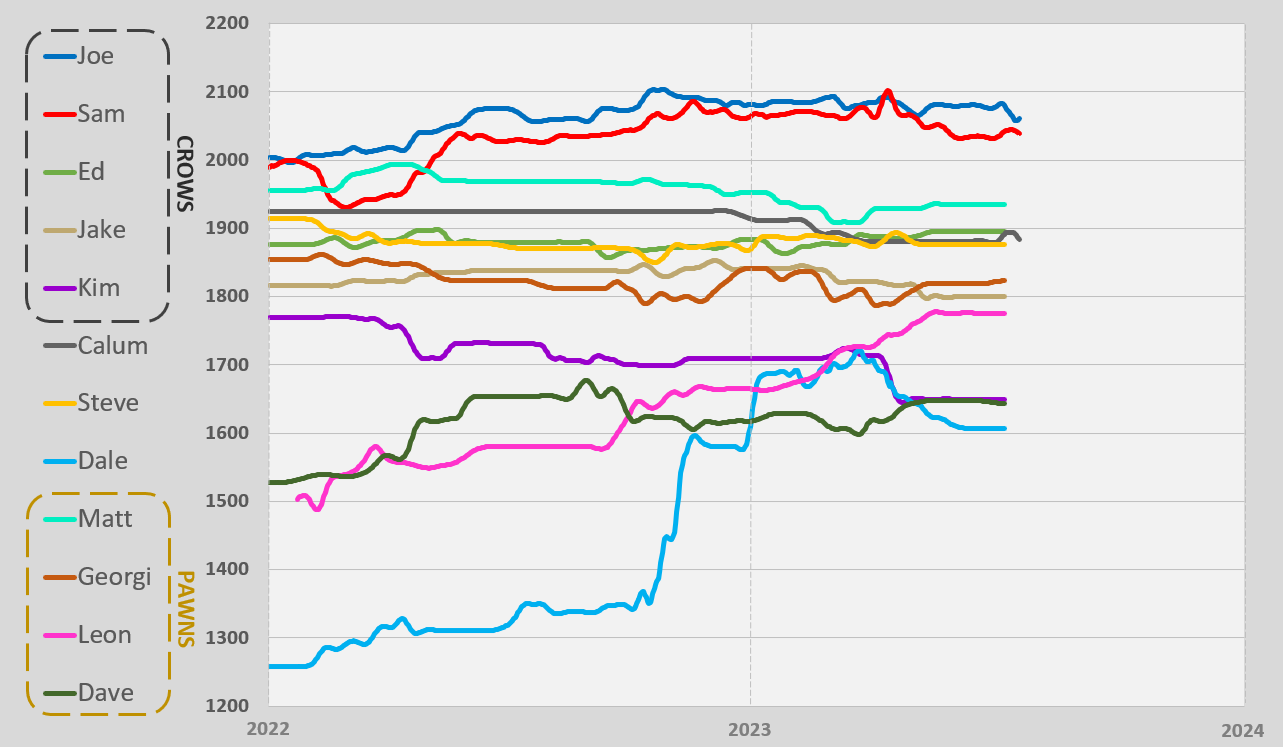 2200
2100
2000
1900
1800
1700
1600
1500
1400
1300
1200
2022
2023
2024
CROWS
Joe
Sam
Ed
Jake
Kim
Calum
Steve
Dale
PAWNS
Matt
Georgi
Leon
Dave